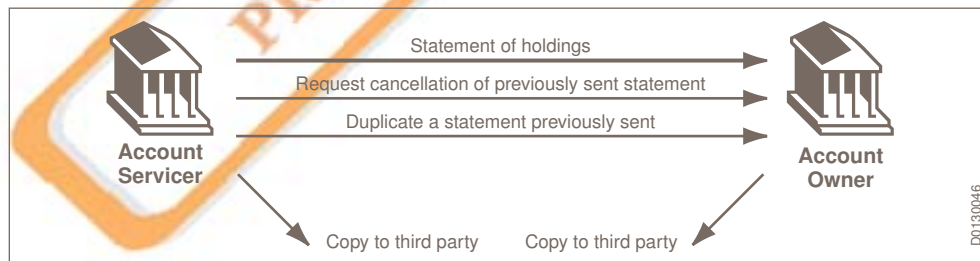 Statement of holdings
Request cancellation of previously sent statement
Duplicate a statement previously sent
Account
Servicer
Account
Owner
Copy to third party
Copy to third party
D0130046